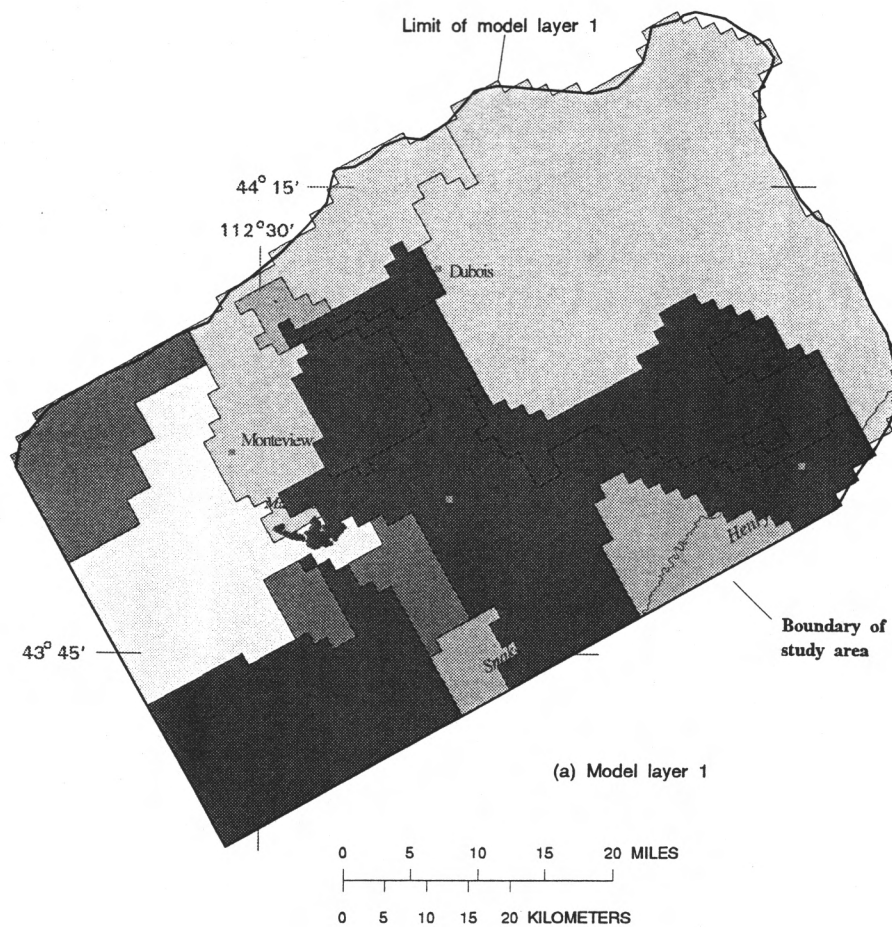 Limit of model layer 1
44° 15'
112°30'
Dubois
Monteview
Henry
Snak
Boundary of
study area
43° 45'
(a) Model layer 1
0 5 10 15 20 MILES
0 5 10 15 20 KILOMETERS